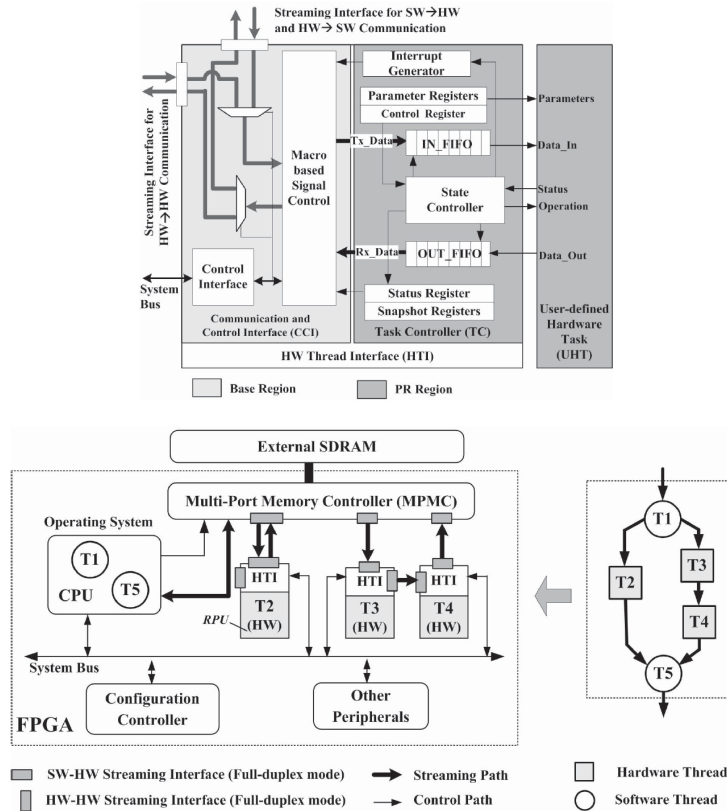 Streaming Interface for SW→HW
and HW→ SW Communication
Streaming Interface for
HW→HW Communication
Interrupt
Generator
Parameter Registers
Control Register
Parameters
Macro
based
Signal
Control
Tx_Data
IN_FIFO
Data_In
State
Controller
Status
Operation
Rx_Data
OUT_FIFO
Data_Out
Control
Interface
System
Bus
Status Register
Snapshot Registers
Communication and
Control Interface (CCI)
Task Controller (TC)
User-defined
Hardware
Task
(UHT)
HW Thread Interface (HTI)
Base Region
PR Region
External SDRAM
Multi-Port Memory Controller (MPMC)
Operating System
T1
T5
CPU
HTI
T2
(HW)
RPU
HTI
T3
(HW)
HTI
T4
(HW)
System Bus
Configuration
Controller
Other
Peripherals
FPGA
T1
T2
T3
T4
T5
SW-HW Streaming Interface (Full-duplex mode)
Streaming Path
Hardware Thread
HW-HW Streaming Interface (Full-duplex mode)
Control Path
Software Thread